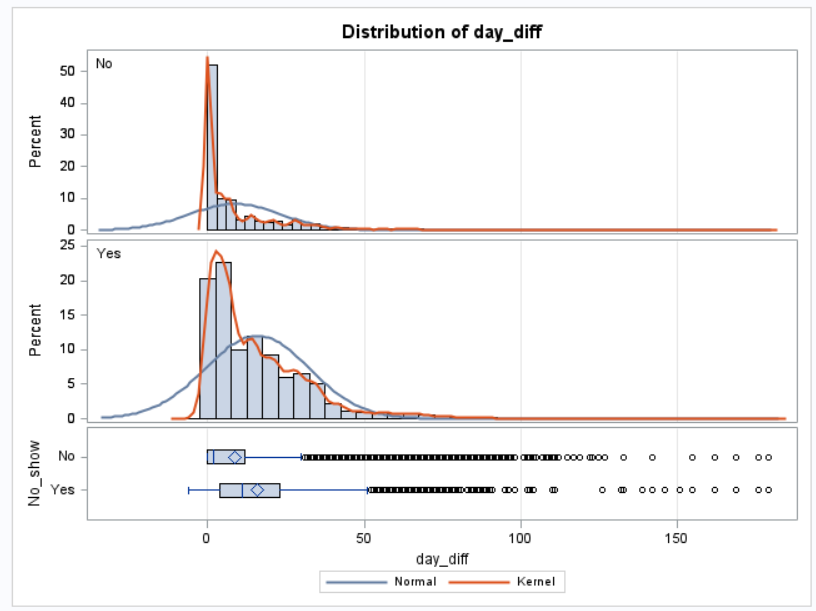 Distribution of day_diff
No
50
40
30
20
10
0
Percent
Yes
25
20
15
10
5
0
Percent
No
Yes
No_show
0 50 100 150
day_diff
Normal Kernel